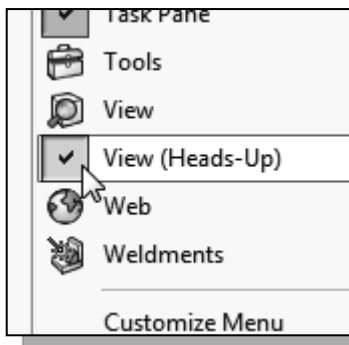 Task Pane
Tools
View
View (Heads-Up)
Web
Weldments
Customize Menu